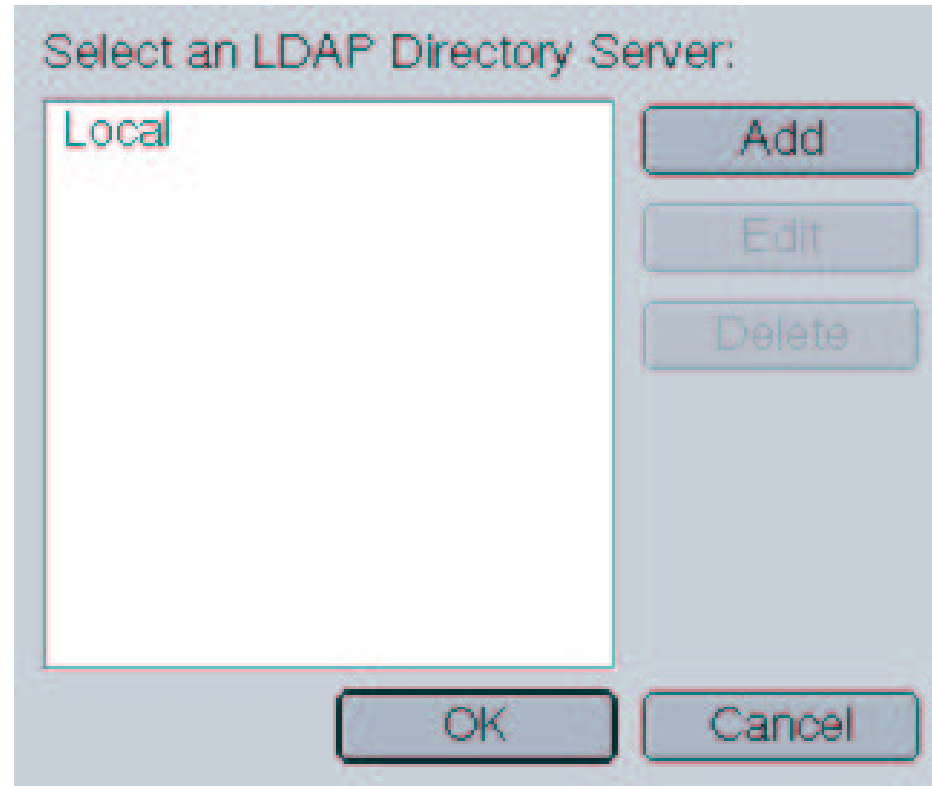 Select an LDAP Directory Server:
Local
Add
Edit
Delete
OK
Cancel